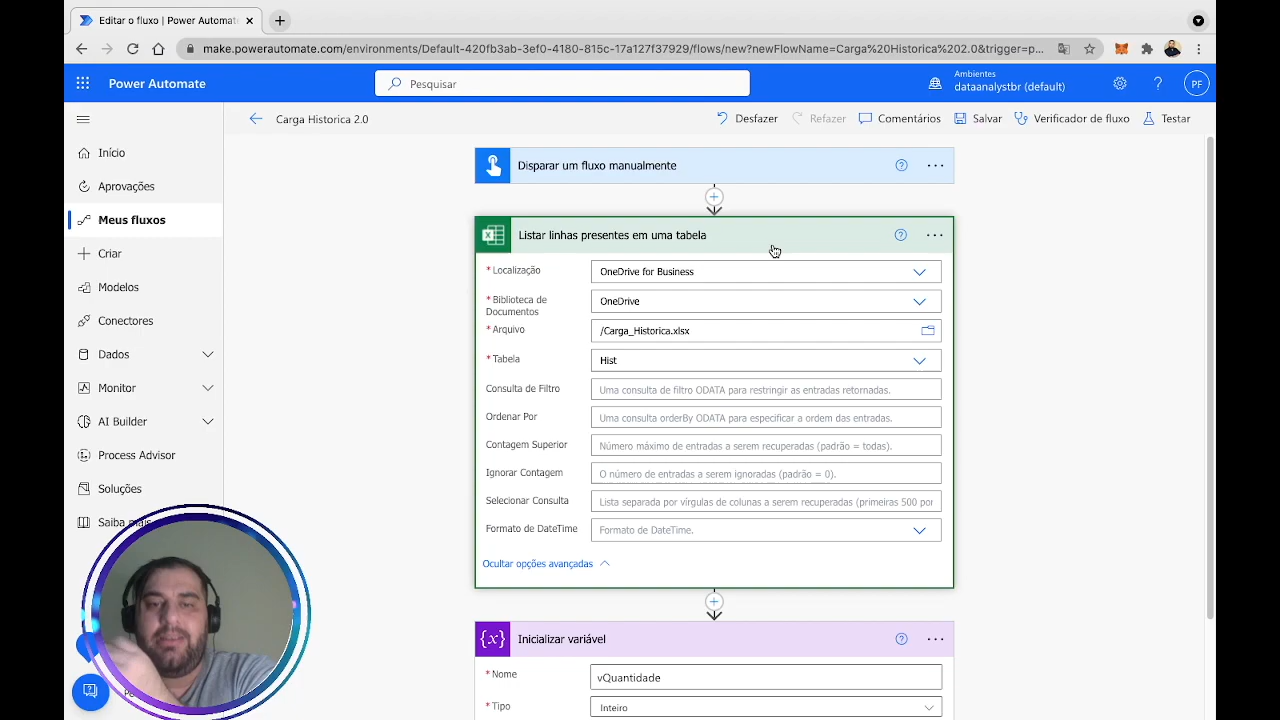 Editar o fluxo | Power Automate
make.powerautomate.com/environments/Default-420fb3ab-3ef0-4180-815c-17a127f37929/flows/new?newFlowName=Carga%20Historica%202.0&trigger=p...
Power Automate
Pesquisar
Ambientes
dataanalystbr (default)
PF
Carga Historica 2.0
Desfazer
Refazer
Comentários
Salvar
Verificador de fluxo
Testar
Início
Aprovações
Meus fluxos
Criar
Modelos
Conectores
Dados
Monitor
AI Builder
Process Advisor
Soluções
Saiba mais
Disparar um fluxo manualmente
Listar linhas presentes em uma tabela
* Localização
OneDrive for Business
* Biblioteca de
Documentos
OneDrive
* Arquivo
/Carga_Historica.xlsx
* Tabela
Hist
Consulta de Filtro
Uma consulta de filtro ODATA para restringir as entradas retornadas.
Ordenar Por
Uma consulta orderBy ODATA para especificar a ordem das entradas.
Contagem Superior
Número máximo de entradas a serem recuperadas (padrão = todas).
Ignorar Contagem
O número de entradas a serem ignoradas (padrão = 0).
Selecionar Consulta
Lista separada por vírgulas de colunas a serem recuperadas (primeiras 500 por
Formato de DateTime
Formato de DateTime.
Ocultar opções avançadas
{x} Inicializar variável
* Nome
vQuantidade
* Tipo
Inteiro